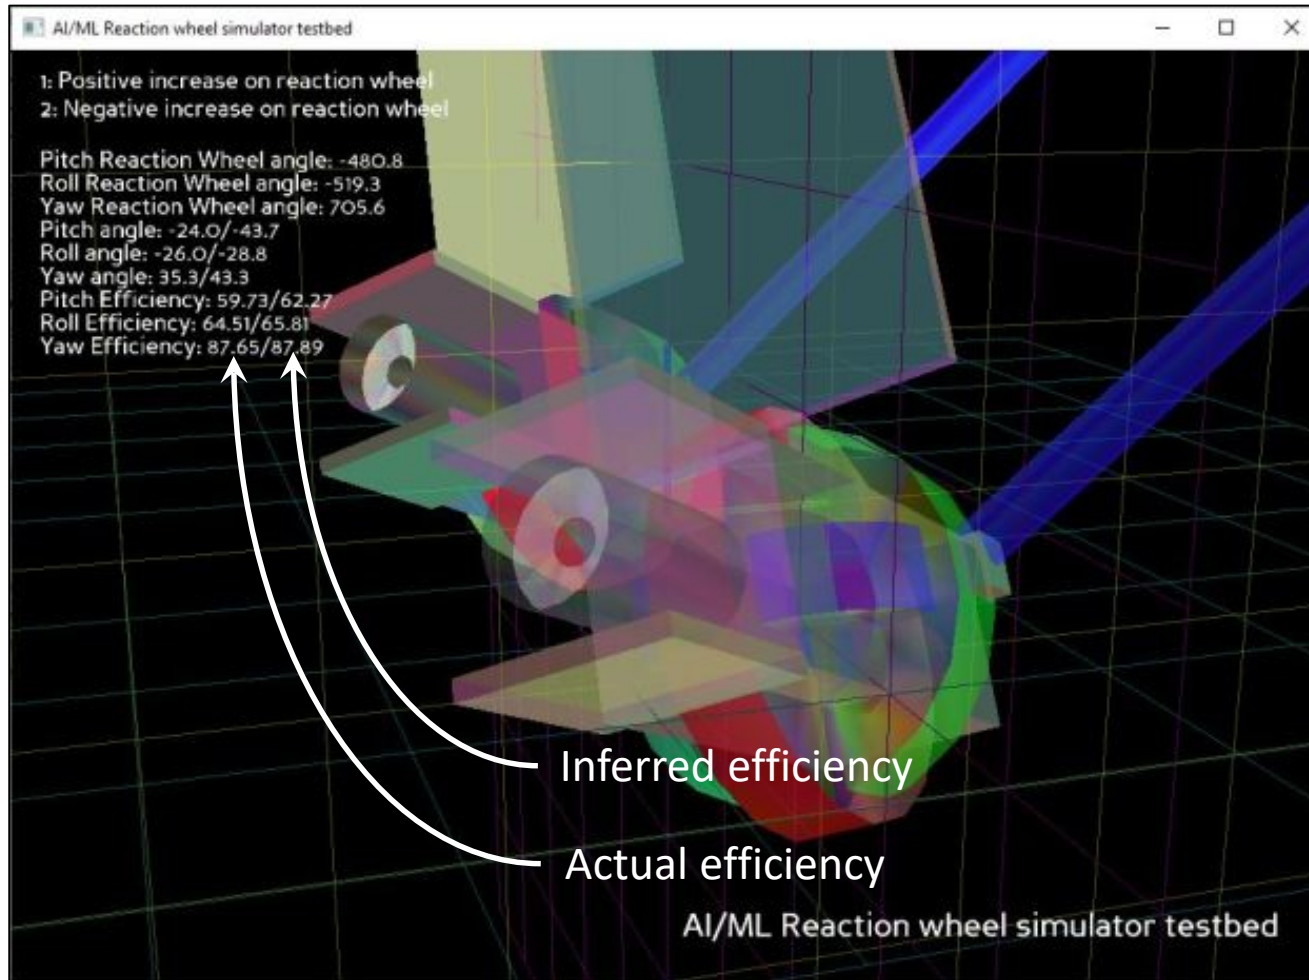 AI/ML Reaction wheel simulator testbed
1: Positive increase on reaction wheel
2: Negative increase on reaction wheel
Pitch Reaction Wheel angle: -480.8
Roll Reaction Wheel angle: -519.3
Yaw Reaction Wheel angle: 705.6
Pitch angle: -24.0/-43.7
Roll angle: -26.0/-28.8
Yaw angle: 35.3/43.3
Pitch Efficiency: 59.73/62.27
Roll Efficiency: 64.51/65.81
Yaw Efficiency: 87.65/87.89
Inferred efficiency
Actual efficiency
AI/ML Reaction wheel simulator testbed